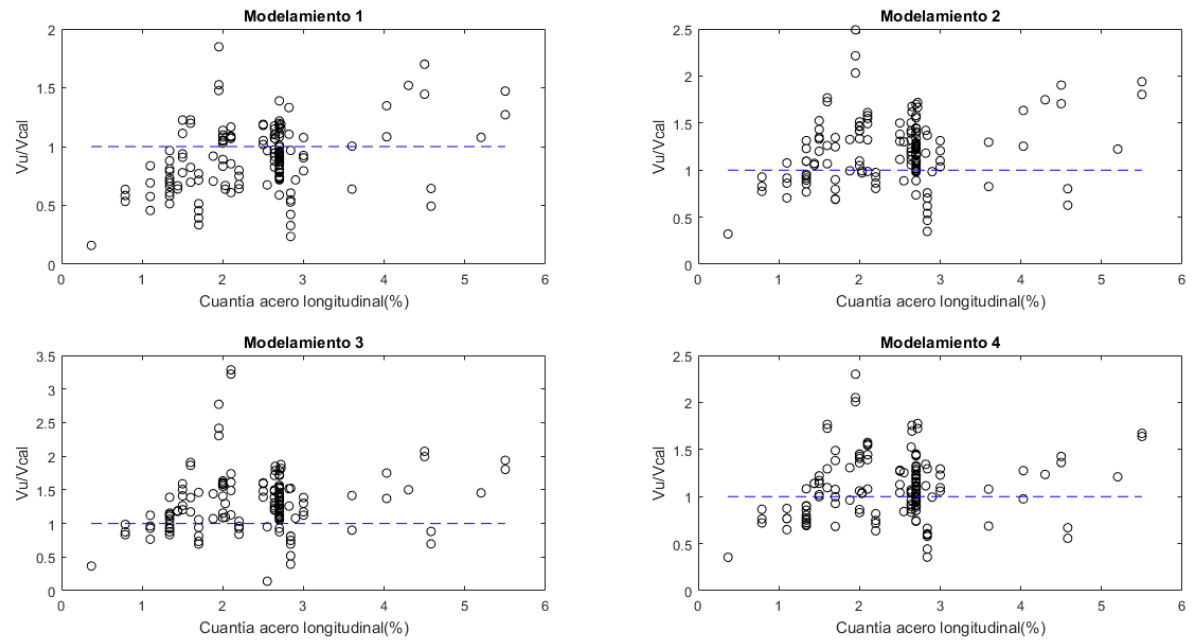 Modelamiento 1
2
1.5
1
0.5
0
Vu/Vcal
0 1 2 3 4 5 6
Cuantía acero longitudinal(%)
Modelamiento 2
2.5
2
1.5
1
0.5
0
Vu/Vcal
0 1 2 3 4 5 6
Cuantía acero longitudinal(%)
Modelamiento 3
3.5
3
2.5
2
1.5
1
0.5
0
Vu/Vcal
0 1 2 3 4 5 6
Cuantía acero longitudinal(%)
Modelamiento 4
2.5
2
1.5
1
0.5
0
Vu/Vcal
0 1 2 3 4 5 6
Cuantía acero longitudinal(%)